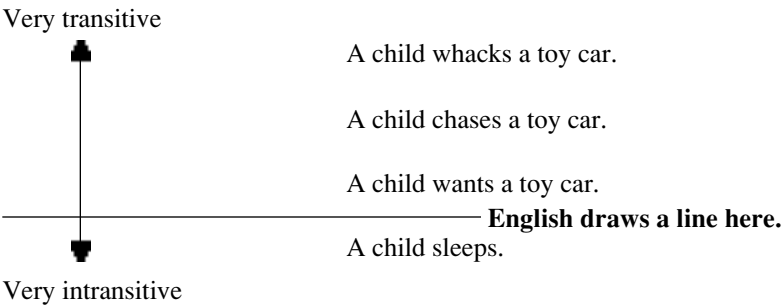 Very transitive
A child whacks a toy car.
A child chases a toy car.
A child wants a toy car.
English draws a line here.
A child sleeps.
Very intransitive